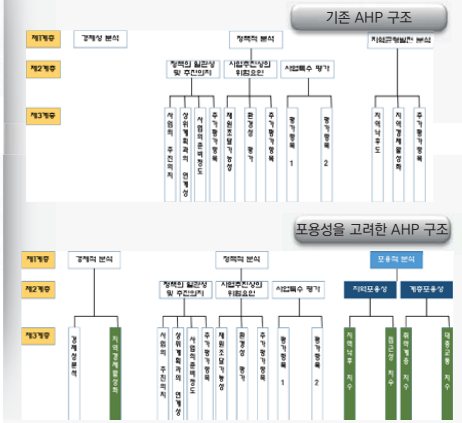 기존 AHP 구조
제1계층
경제성 분석
정책적 분석
지역균형발전 분석
제2계층
정책의 일관성
및 추진의지
사업추진상의
위험요인
사업특수 평가
제3계층
사업의 추진의지
상위계획과의 연계성
사업의 준비정도
추가평가항목
재원조달가능성
환경성 평가
추가평가항목
평가항목 1
평가항목 2
지역낙후도
지역경제활성화
추가평가항목
포용성을 고려한 AHP 구조
제1계층
경제적 분석
정책적 분석
포용적 분석
제2계층
정책의 일관성
및 추진의지
사업추진상의
위험요인
사업특수 평가
지역포용성
계층포용성
제3계층
경제성분석
지역경제활성화
사업의 추진의지
상위계획과의 연계성
사업의준비정도
추가평가항목
재원조달가능성
환경성 평가
추가평가항목
평가항목 1
평가항목 2
지역낙후 지수
접근성 지수
취약계층 지수
대중교통 지수